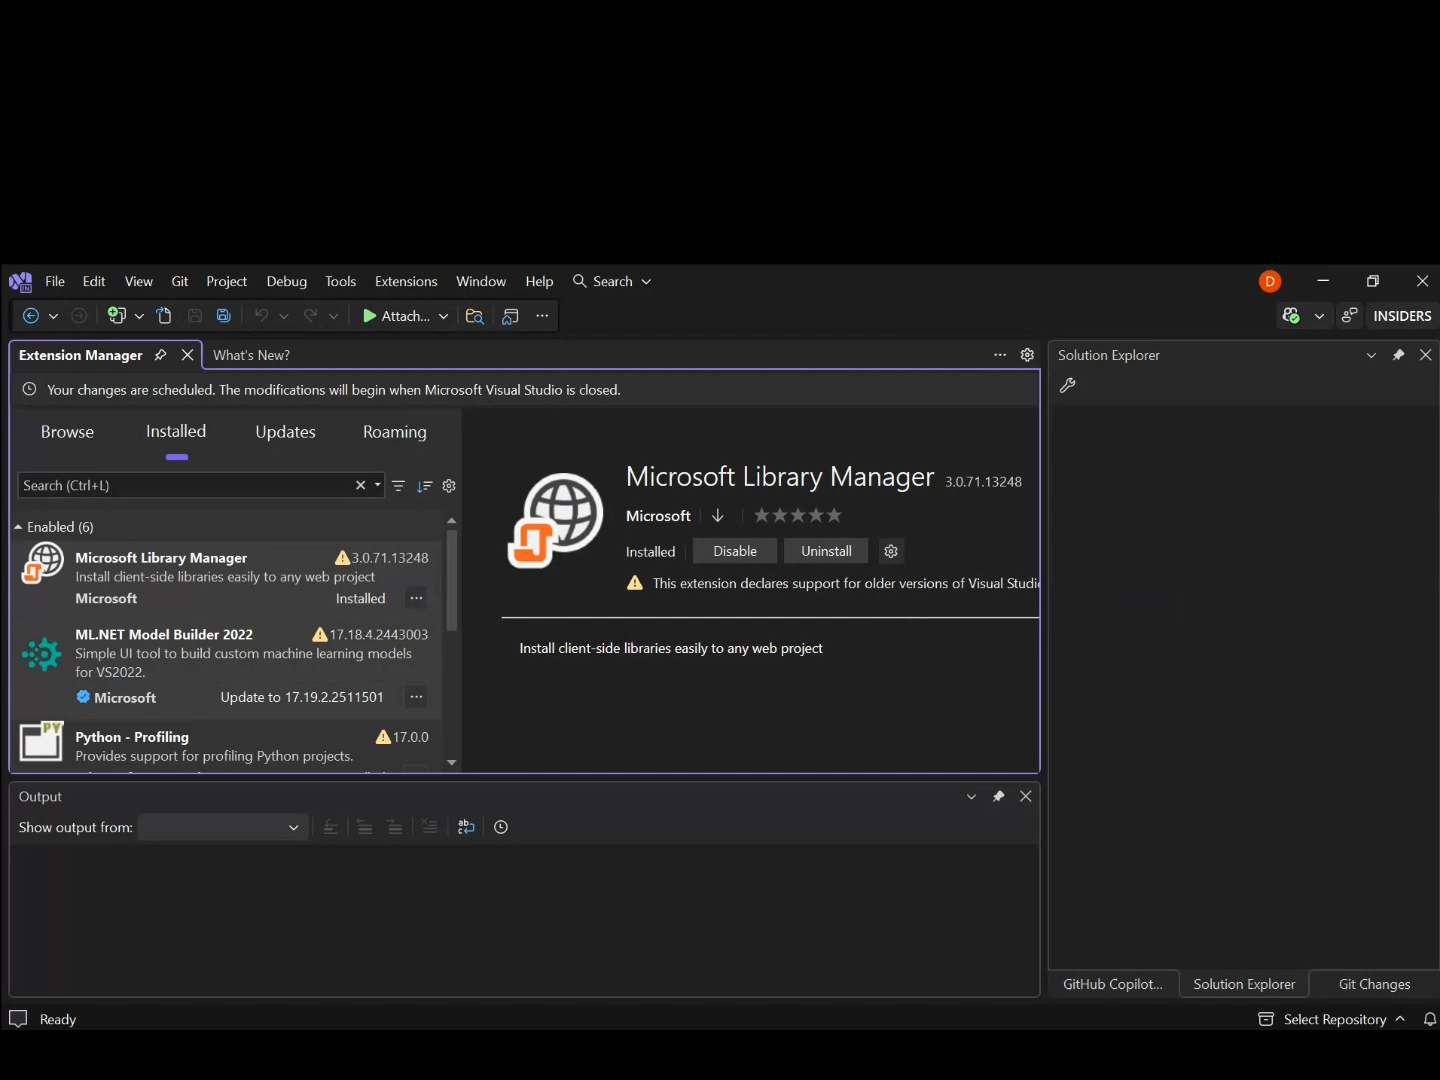 File Edit View Git Project Debug Tools Extensions Window Help Search D
Attach... INSIDERS
Extension Manager What's New?
Solution Explorer
Your changes are scheduled. The modifications will begin when Microsoft Visual Studio is closed.
Browse Installed Updates Roaming
Search (Ctrl+L)
Enabled (6)
Microsoft Library Manager 3.0.71.13248
Install client-side libraries easily to any web project
Microsoft Installed
ML.NET Model Builder 2022 17.18.4.2443003
Simple UI tool to build custom machine learning models
for VS2022.
Microsoft Update to 17.19.2.2511501
Python - Profiling 17.0.0
Provides support for profiling Python projects.
Microsoft Library Manager 3.0.71.13248
Microsoft
Installed Disable Uninstall
This extension declares support for older versions of Visual Studi
Install client-side libraries easily to any web project
Output
Show output from:
GitHub Copilot... Solution Explorer Git Changes
Ready Select Repository